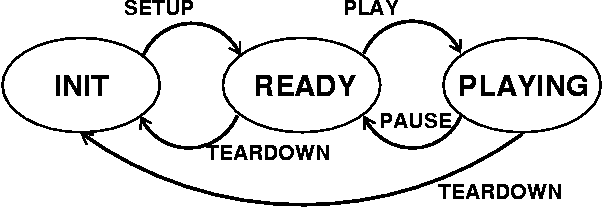 SETUP
PLAY
INIT
READY
PLAYING
PAUSE
TEARDOWN
TEARDOWN